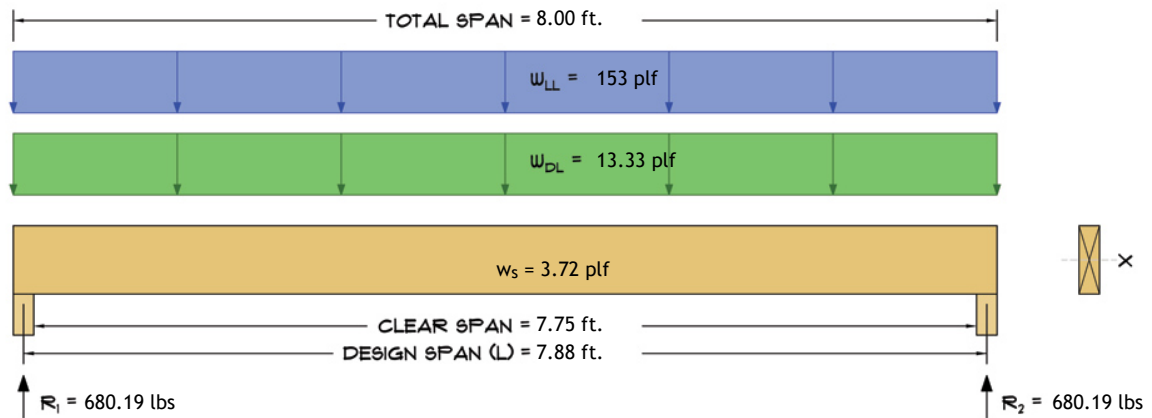 TOTAL SPAN = 8.00 ft.
wLL = 153 plf
wDL = 13.33 plf
ws = 3.72 plf
X
CLEAR SPAN = 7.75 ft.
DESIGN SPAN (L) = 7.88 ft.
R1 = 680.19 lbs
R2 = 680.19 lbs